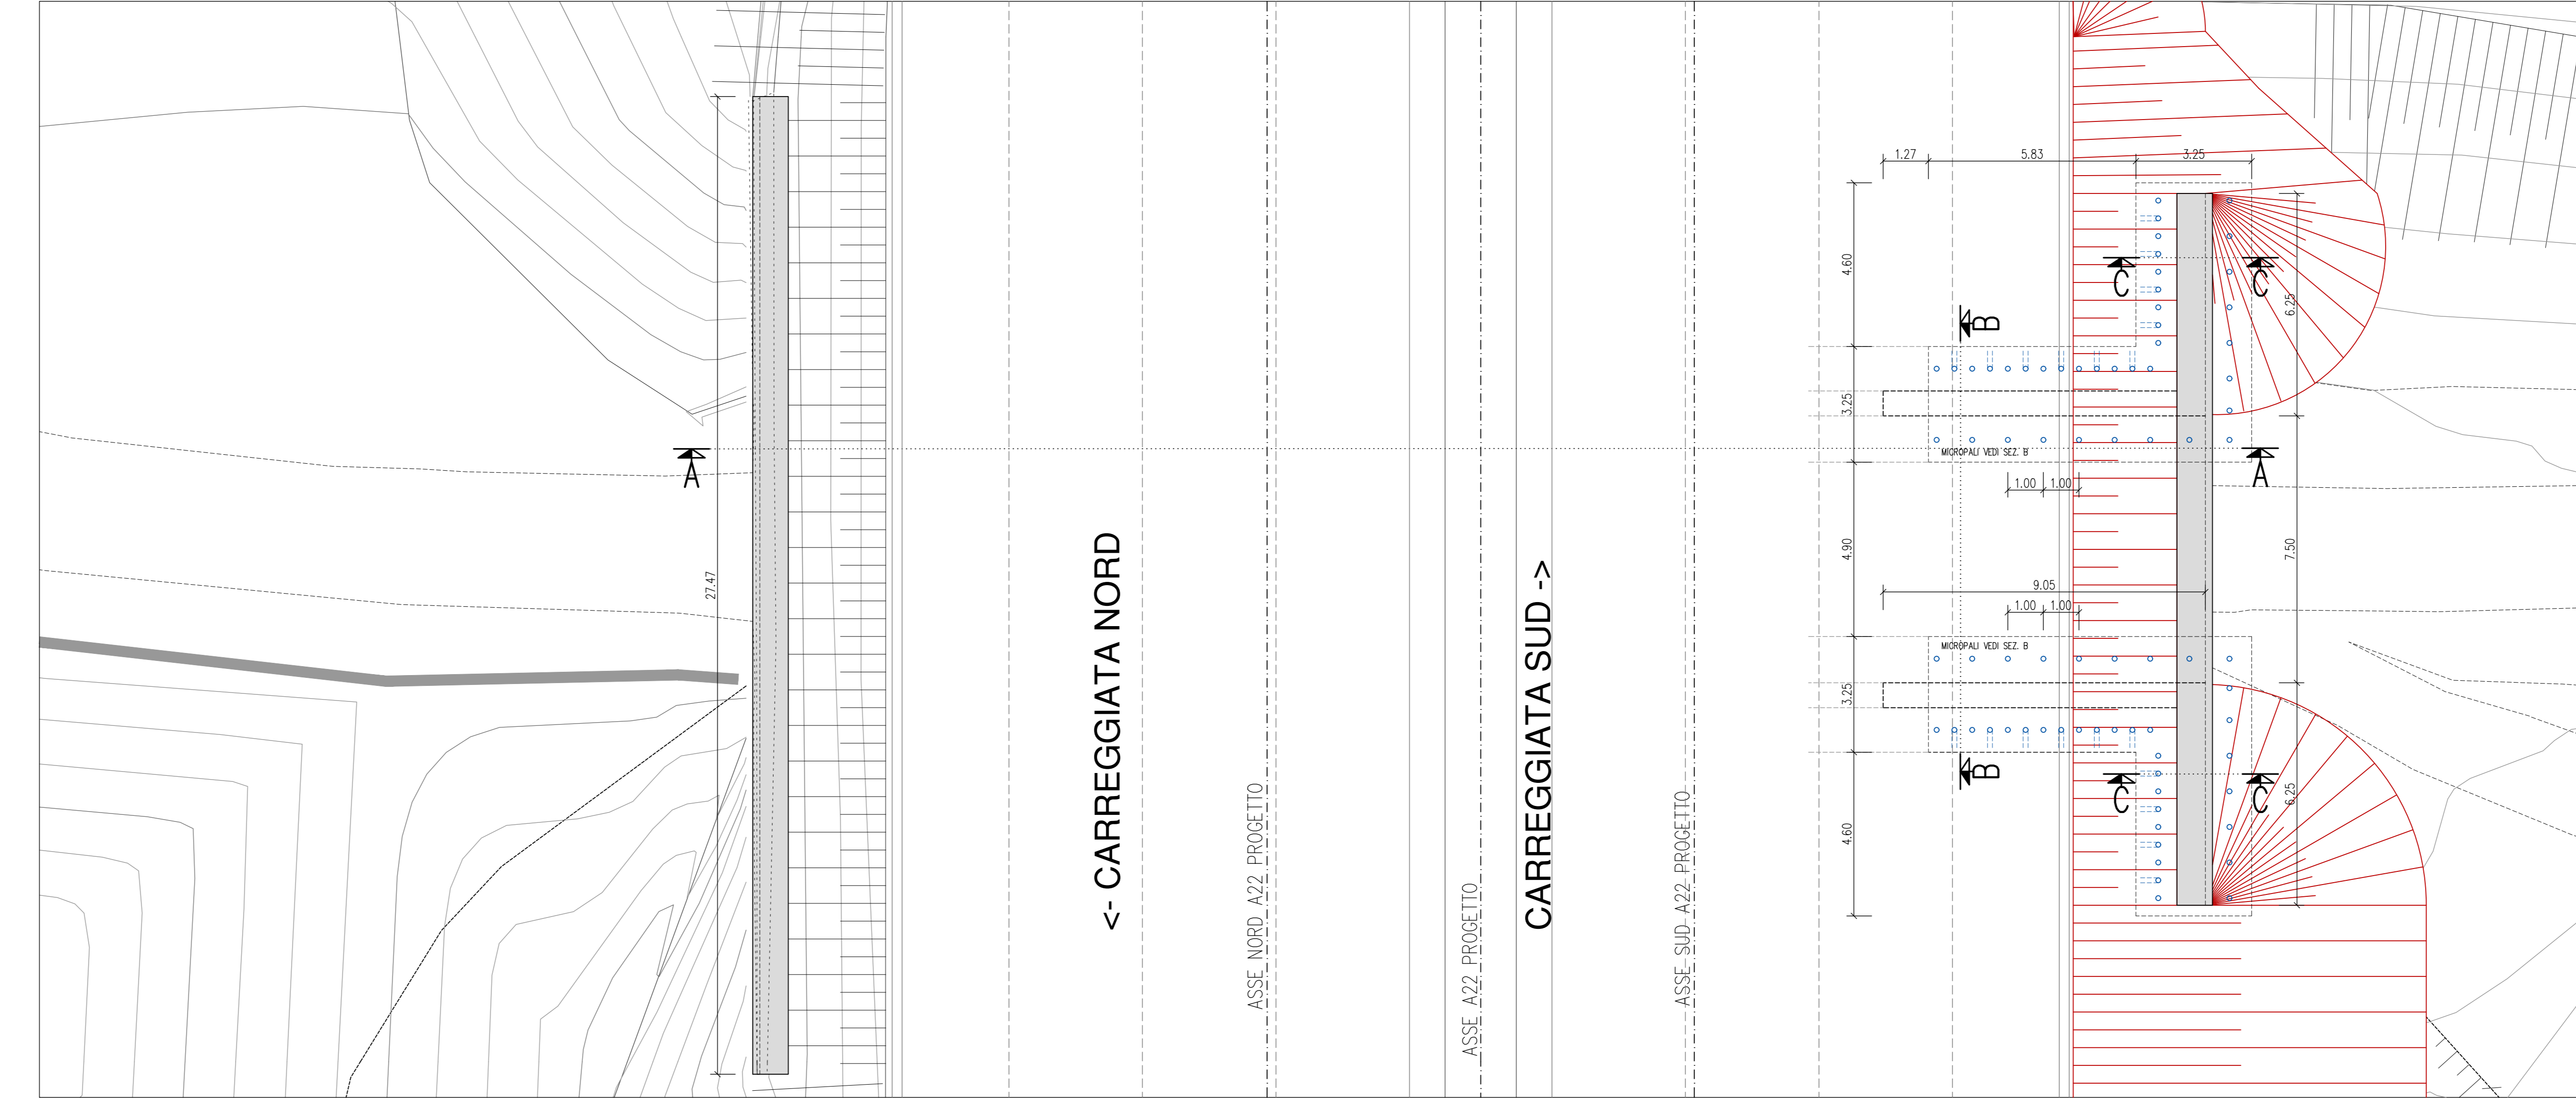 1.27
5.83
3.25
4.60
6.25
C
C
B
3.25
A
A
MICROPALI VEDI SEZ. B
1.00
1.00
4.90
7.50
27.47
9.05
1.00
1.00
MICROPALI VEDI SEZ. B
3.25
B
C
C
6.25
4.60
<- CARREGGIATA NORD
ASSE NORD A22 PROGETTO
ASSE A22 PROGETTO
CARREGGIATA SUD ->
ASSE SUD A22 PROGETTO